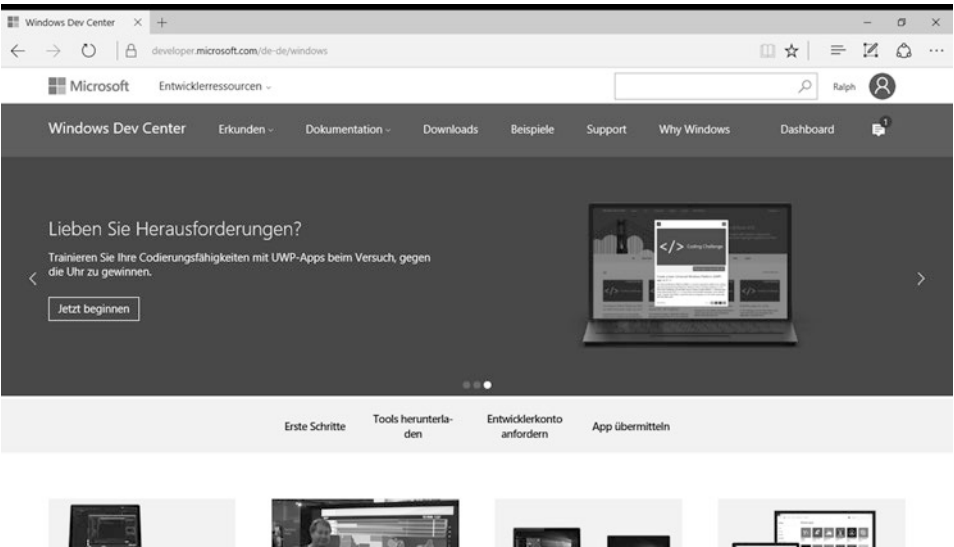 Windows Dev Center
developer.microsoft.com/de-de/windows
Microsoft
Entwicklerressourcen
Ralph
Windows Dev Center
Erkunden
Dokumentation
Downloads
Beispiele
Support
Why Windows
Dashboard
1
Lieben Sie Herausforderungen?
Trainieren Sie Ihre Codierungsfähigkeiten mit UWP-Apps beim Versuch, gegen
die Uhr zu gewinnen.
Jetzt beginnen
</> Coding Challenge
Erste Schritte
Tools herunterla-
den
Entwicklerkonto
anfordern
App übermitteln